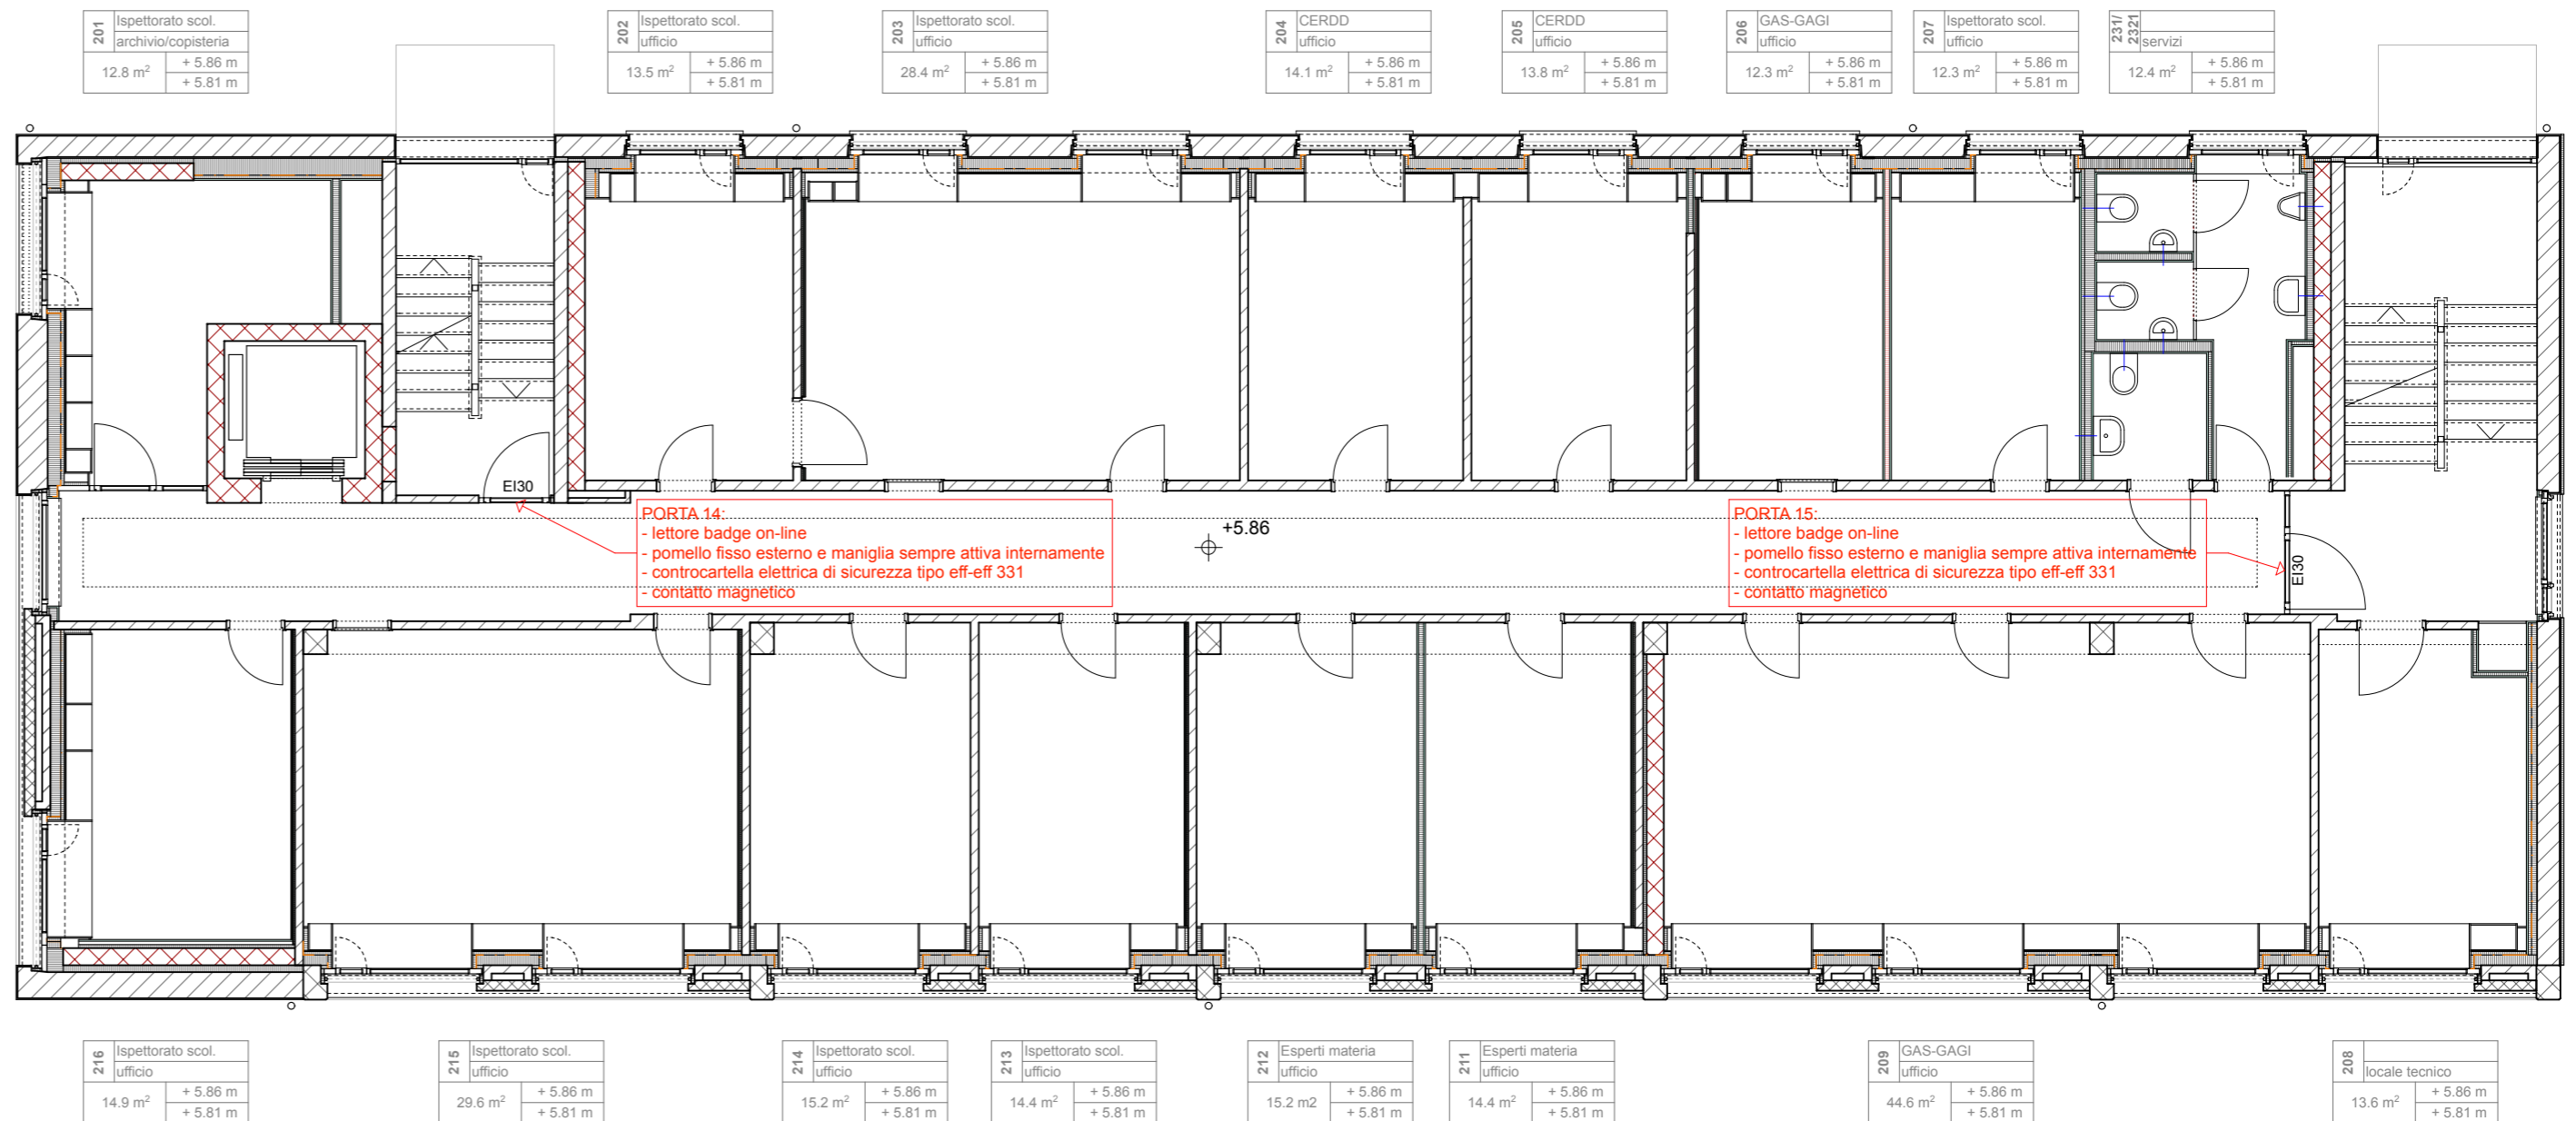 201
Ispettorato scol.
archivio/copisteria
12.8 m²
+ 5.86 m
+ 5.81 m
202
Ispettorato scol.
ufficio
13.5 m²
+ 5.86 m
+ 5.81 m
203
Ispettorato scol.
ufficio
28.4 m²
+ 5.86 m
+ 5.81 m
204
CERDD
ufficio
14.1 m²
+ 5.86 m
+ 5.81 m
205
CERDD
ufficio
13.8 m²
+ 5.86 m
+ 5.81 m
206
GAS-GAGI
ufficio
12.3 m²
+ 5.86 m
+ 5.81 m
207
Ispettorato scol.
ufficio
12.3 m²
+ 5.86 m
+ 5.81 m
231/
2321
servizi
12.4 m²
+ 5.86 m
+ 5.81 m
EI30
PORTA 14:
- lettore badge on-line
- pomello fisso esterno e maniglia sempre attiva internamente
- controcartella elettrica di sicurezza tipo eff-eff 331
- contatto magnetico
+5.86
PORTA 15:
- lettore badge on-line
- pomello fisso esterno e maniglia sempre attiva internamente
- controcartella elettrica di sicurezza tipo eff-eff 331
- contatto magnetico
EI30
216
Ispettorato scol.
ufficio
14.9 m²
+ 5.86 m
+ 5.81 m
215
Ispettorato scol.
ufficio
29.6 m²
+ 5.86 m
+ 5.81 m
214
Ispettorato scol.
ufficio
15.2 m²
+ 5.86 m
+ 5.81 m
213
Ispettorato scol.
ufficio
14.4 m²
+ 5.86 m
+ 5.81 m
212
Esperti materia
ufficio
15.2 m2
+ 5.86 m
+ 5.81 m
211
Esperti materia
ufficio
14.4 m²
+ 5.86 m
+ 5.81 m
209
GAS-GAGI
ufficio
44.6 m²
+ 5.86 m
+ 5.81 m
208
locale tecnico
13.6 m²
+ 5.86 m
+ 5.81 m